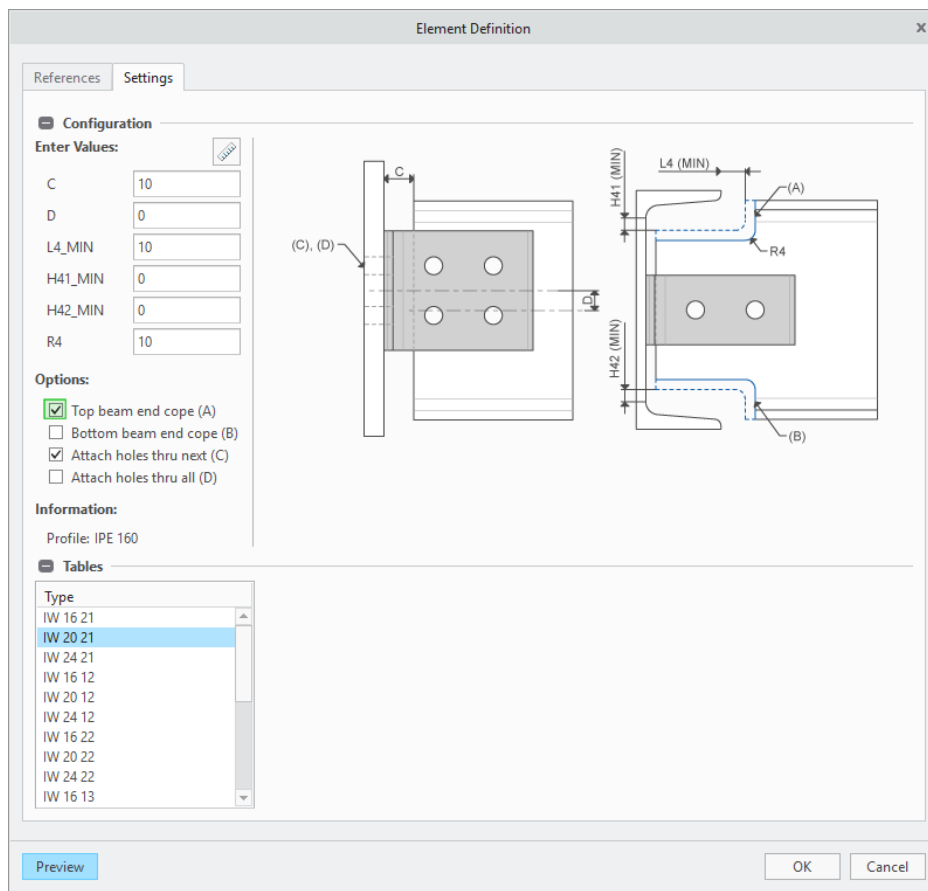 Element Definition
x
References
Settings
Configuration
Enter Values:
C
10
D
0
L4_MIN
10
H41_MIN
0
H42_MIN
0
R4
10
Options:
Top beam end cope (A)
Bottom beam end cope (B)
Attach holes thru next (C)
Attach holes thru all (D)
Information:
Profile: IPE 160
C
(C), (D)
D
H41 (MIN)
L4 (MIN)
(A)
R4
H42 (MIN)
(B)
Tables
Type
IW 16 21
IW 20 21
IW 24 21
IW 16 12
IW 20 12
IW 24 12
IW 16 22
IW 20 22
IW 24 22
IW 16 13
Preview
OK
Cancel